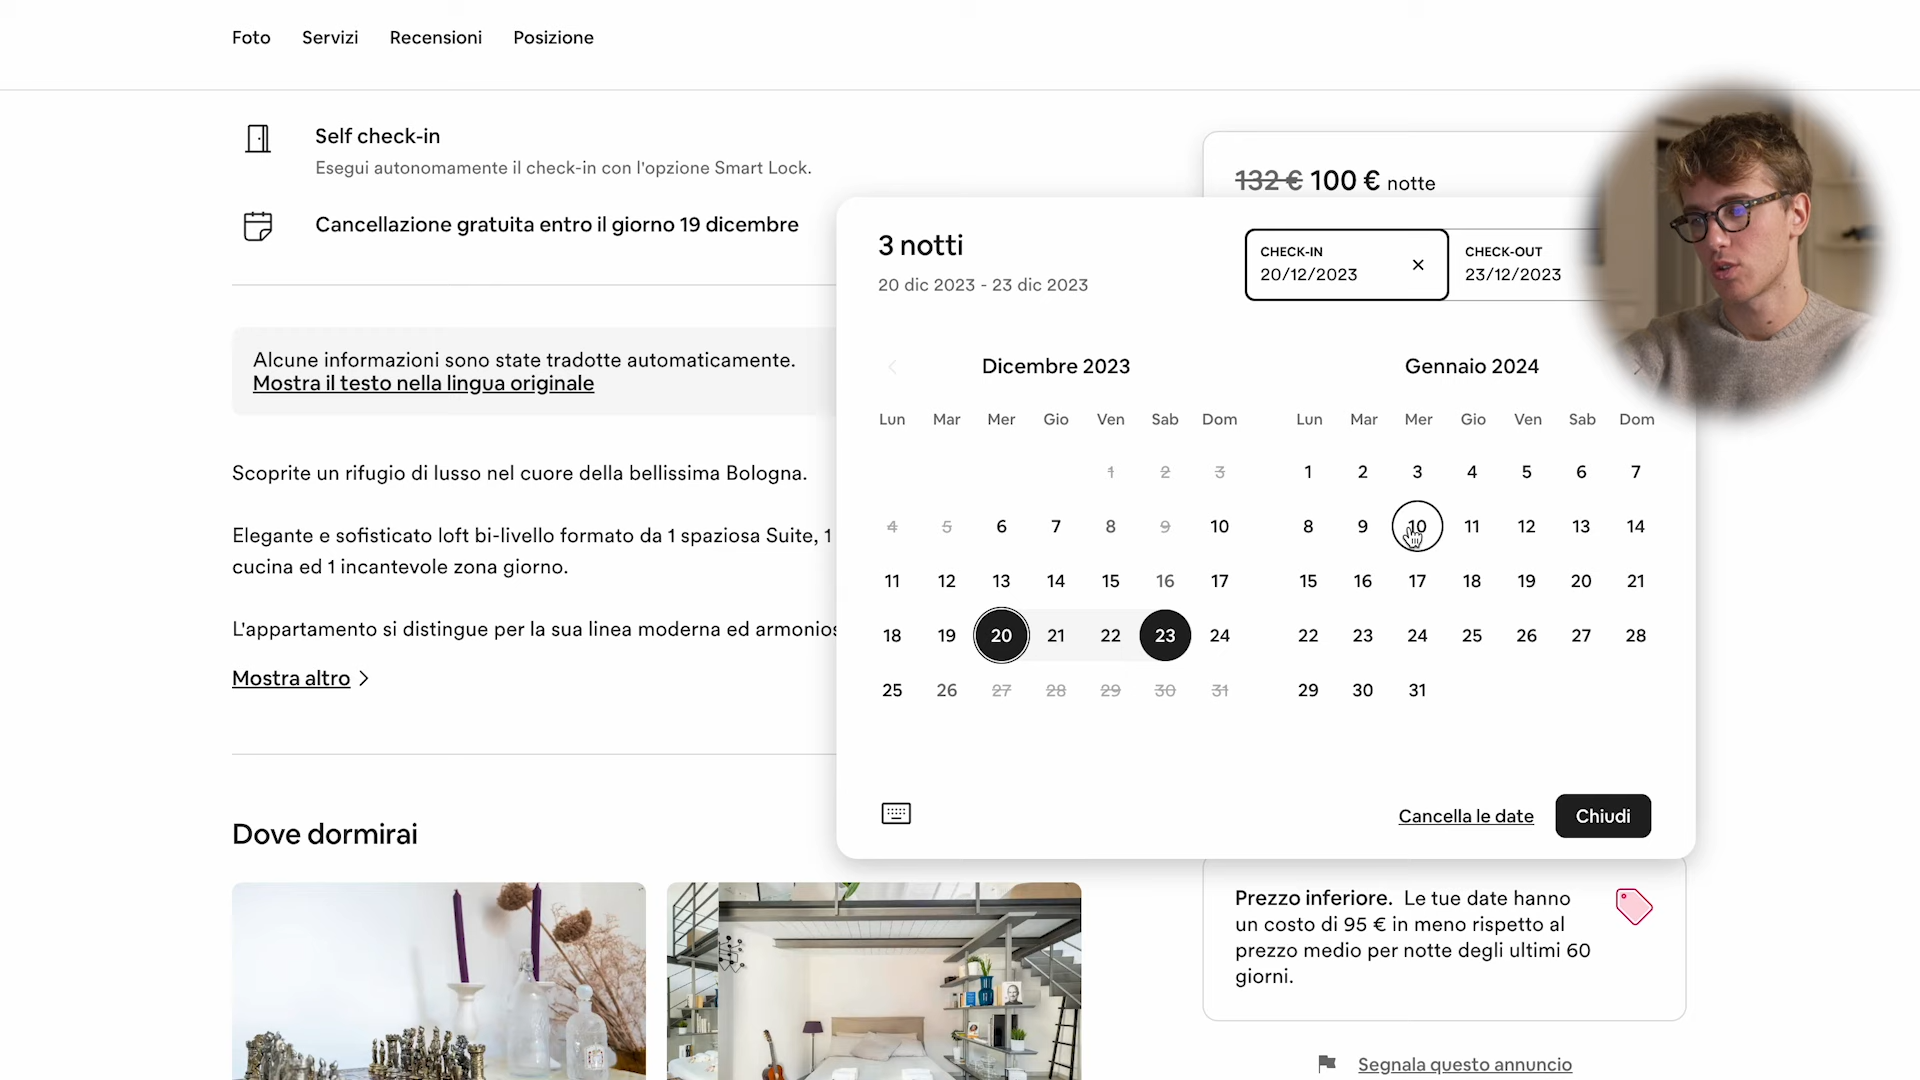 Foto Servizi Recensioni Posizione
Self check-in
Esegui autonomamente il check-in con l'opzione Smart Lock.
Cancellazione gratuita entro il giorno 19 dicembre
132 € 100 € notte
3 notti
20 dic 2023 - 23 dic 2023
CHECK-IN
20/12/2023
CHECK-OUT
23/12/2023
Alcune informazioni sono state tradotte automaticamente.
Mostra il testo nella lingua originale
Scoprite un rifugio di lusso nel cuore della bellissima Bologna.
Elegante e sofisticato loft bi-livello formato da 1 spaziosa Suite, 1
cucina ed 1 incantevole zona giorno.
L'appartamento si distingue per la sua linea moderna ed armonios
Mostra altro
Dicembre 2023
Lun Mar Mer Gio Ven Sab Dom
1 2 3
4 5 6 7 8 9 10
11 12 13 14 15 16 17
18 19 20 21 22 23 24
25 26 27 28 29 30 31
Gennaio 2024
Lun Mar Mer Gio Ven Sab Dom
1 2 3 4 5 6 7
8 9 10 11 12 13 14
15 16 17 18 19 20 21
22 23 24 25 26 27 28
29 30 31
Cancella le date
Chiudi
Dove dormirai
Prezzo inferiore. Le tue date hanno
un costo di 95 € in meno rispetto al
prezzo medio per notte degli ultimi 60
giorni.
Segnala questo annuncio